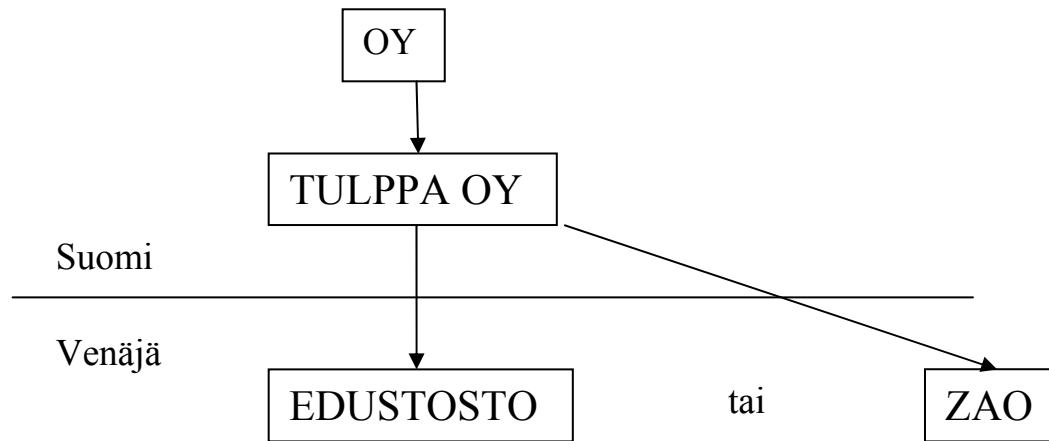 OY
TULPPA OY
Suomi
Venäjä
EDUSTOSTO
tai
ZAO